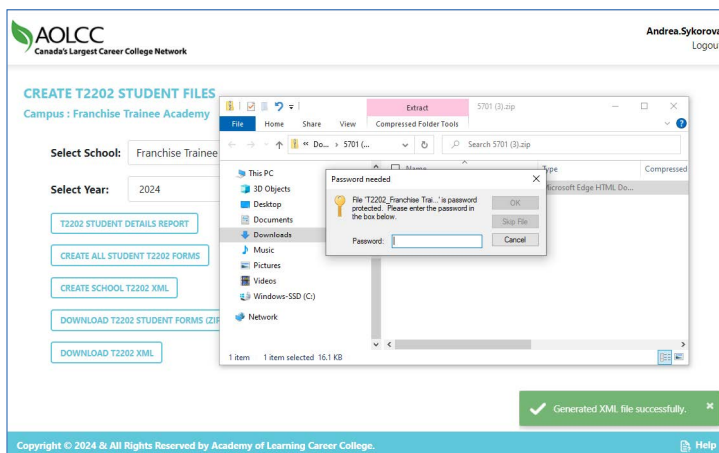 AOLCC
Canada's Largest Career College Network
Andrea.Sykorova
Logout
CREATE T2202 STUDENT FILES
Campus : Franchise Trainee Academy
Select School:
Franchise Trainee
Select Year:
2024
T2202 STUDENT DETAILS REPORT
CREATE ALL STUDENT T2202 FORMS
CREATE SCHOOL T2202 XML
DOWNLOAD T2202 STUDENT FORMS (ZIP
DOWNLOAD T2202 XML
Extract
5701 (3).zip
File Home Share View Compressed Folder Tools
« Do... › 5701 (...
Search 5701 (3).zip
This PC
3D Objects
Desktop
Documents
Downloads
Music
Pictures
Videos
Windows-SSD (C:)
Network
Name Type Compressed
Microsoft Edge HTML Do...
Password needed
File 'T2202_Franchise Trai...' is password
protected. Please enter the password in
the box below.
Password:
OK
Skip File
Cancel
1 item 1 item selected 16.1 KB
Generated XML file successfully.
Copyright © 2024 & All Rights Reserved by Academy of Learning Career College.
Help